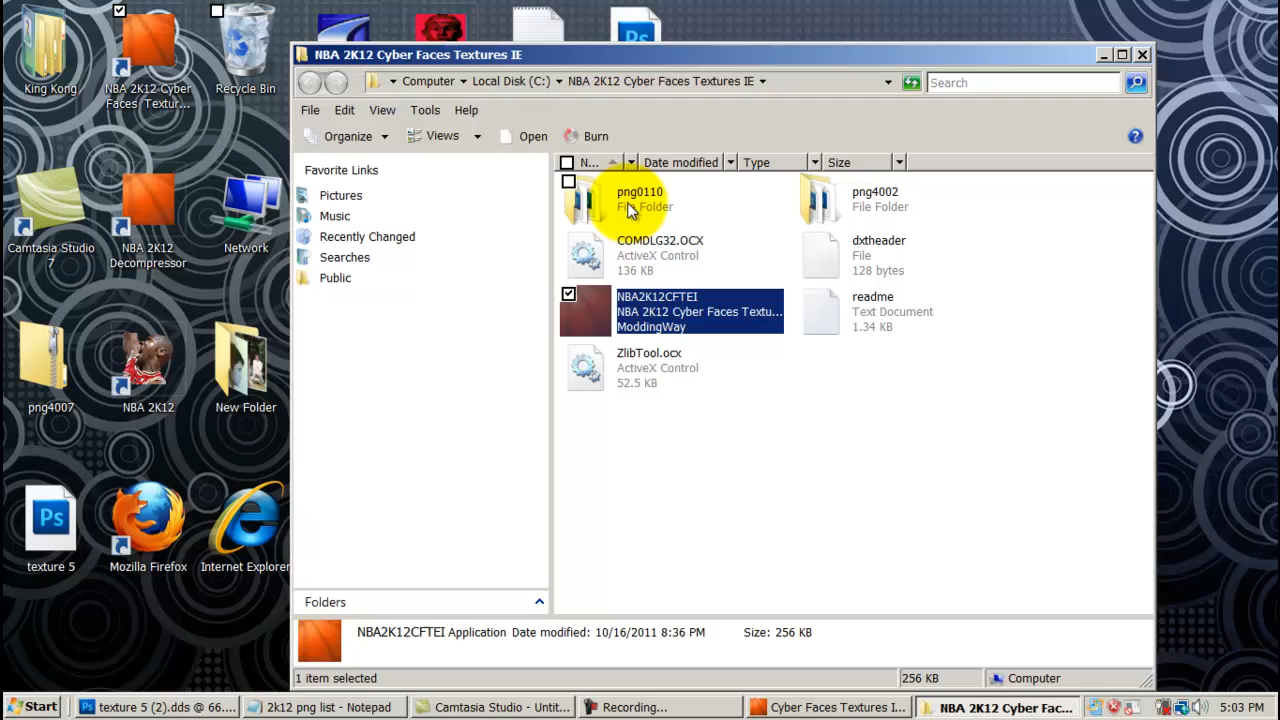 King Kong
NBA 2K12 Cyber
Faces Textur...
Recycle Bin
Camtasia Studio
7
NBA 2K12
Decompressor
Network
png4007
NBA 2K12
New Folder
Ps
texture 5
Mozilla Firefox
Internet Explorer
Ps
NBA 2K12 Cyber Faces Textures IE
Computer
Local Disk (C:)
NBA 2K12 Cyber Faces Textures IE
Search
File Edit View Tools Help
Organize Views Open Burn
Favorite Links
Pictures
Music
Recently Changed
Searches
Public
Folders
N... Date modified Type Size
png0110
File Folder
png4002
File Folder
COMDLG32.OCX
ActiveX Control
136 KB
dxtheader
File
128 bytes
NBA2K12CFTEI
NBA 2K12 Cyber Faces Textu...
ModdingWay
readme
Text Document
1.34 KB
ZlibTool.ocx
ActiveX Control
52.5 KB
NBA2K12CFTEI Application Date modified: 10/16/2011 8:36 PM Size: 256 KB
1 item selected 256 KB Computer
Start
Ps texture 5 (2).dds @ 66....
2k12 png list - Notepad
Camtasia Studio - Untit...
Recording...
Cyber Faces Textures I...
NBA 2K12 Cyber Fac...
5:03 PM